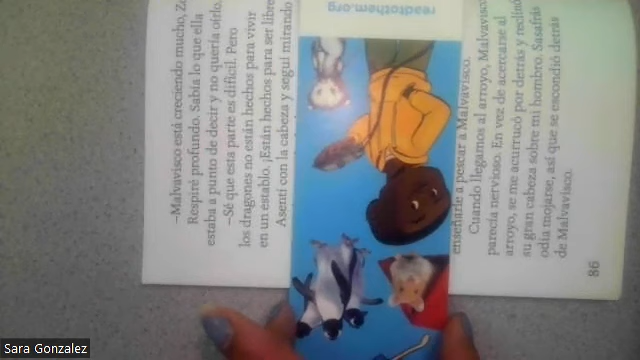 —Malvavisco está creciendo mucho, Z
Respiré profundo. Sabía lo que ella
estaba a punto de decir y no quería oírlo.
—Sé que esta parte es difícil. Pero
los dragones no están hechos para vivir
en un establo. ¡Están hechos para ser libre
Asentí con la cabeza y seguí mirando
readtothem.org
enseñarle a pescar a Malvavisco.
Cuando llegamos al arroyo, Malvavisco
parecía nervioso. En vez de acercarse al
arroyo, se me acurrucó por detrás y reclinó
su gran cabeza sobre mi hombro. Sasafrás
odia mojarse, así que se escondió detrás
de Malvavisco.
86
Sara Gonzalez